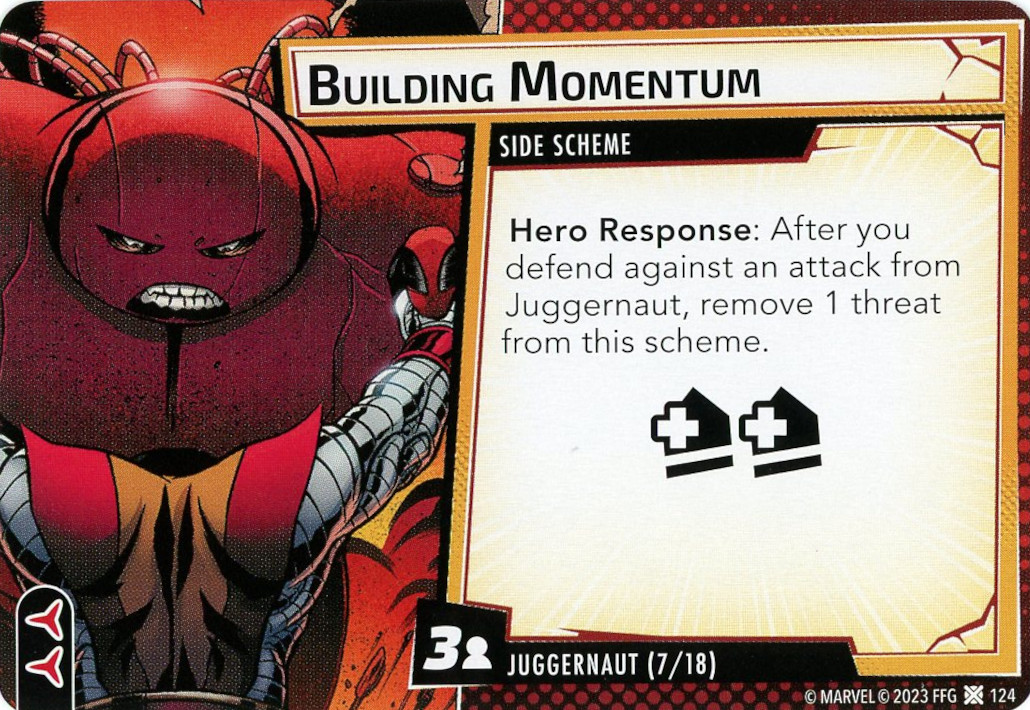 BUILDING MOMENTUM
SIDE SCHEME
Hero Response: After you
defend against an attack from
Juggernaut, remove 1 threat
from this scheme.
3
JUGGERNAUT (7/18)
© MARVEL © 2023 FFG 124